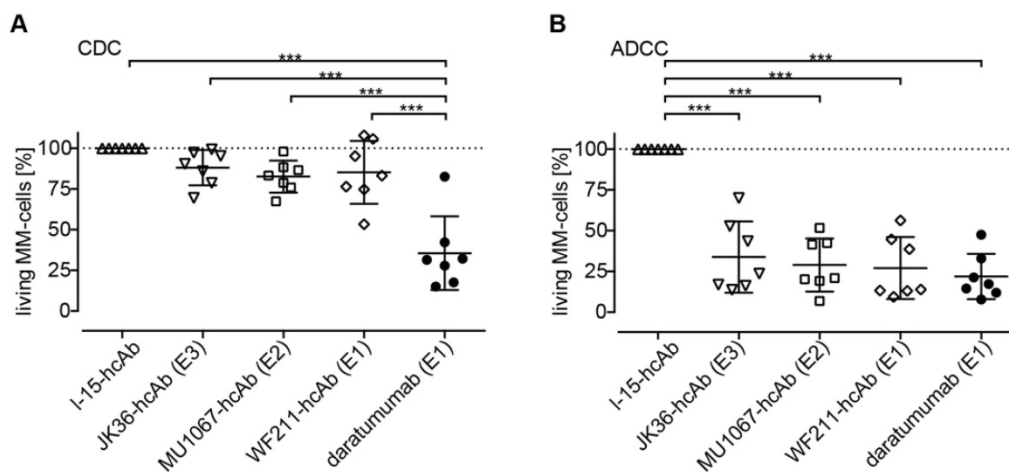 A
CDC
***
***
***
***
living MM-cells [%]
100
75
50
25
0
I-15-hcAb
JK36-hcAb (E3)
MU1067-hcAb (E2)
WF211-hcAb (E1)
daratumumab (E1)
B
ADCC
***
***
***
***
living MM-cells [%]
100
75
50
25
0
I-15-hcAb
JK36-hcAb (E3)
MU1067-hcAb (E2)
WF211-hcAb (E1)
daratumumab (E1)